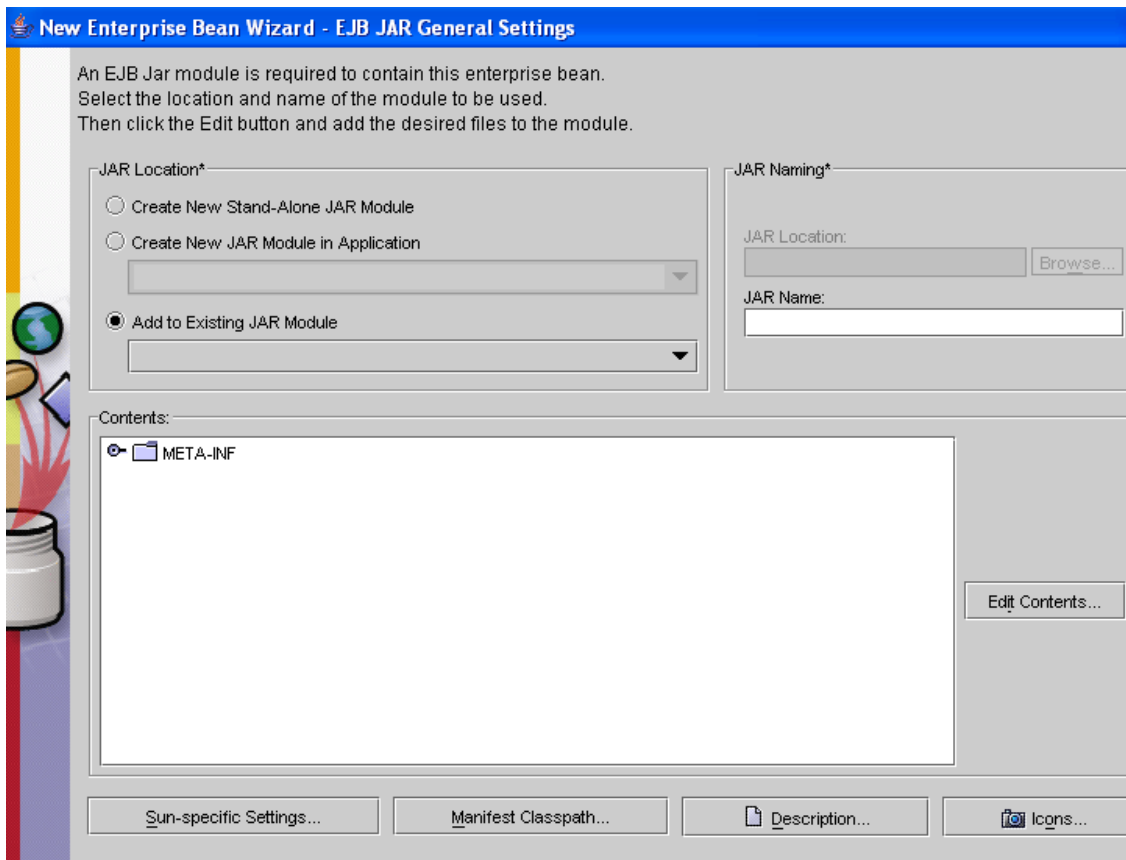 New Enterprise Bean Wizard - EJB JAR General Settings
An EJB Jar module is required to contain this enterprise bean.
Select the location and name of the module to be used.
Then click the Edit button and add the desired files to the module.
JAR Location*
Create New Stand-Alone JAR Module
Create New JAR Module in Application
Add to Existing JAR Module
JAR Naming*
JAR Location:
Browse...
JAR Name:
Contents:
META-INF
Edit Contents...
Sun-specific Settings...
Manifest Classpath...
Description...
Icons...